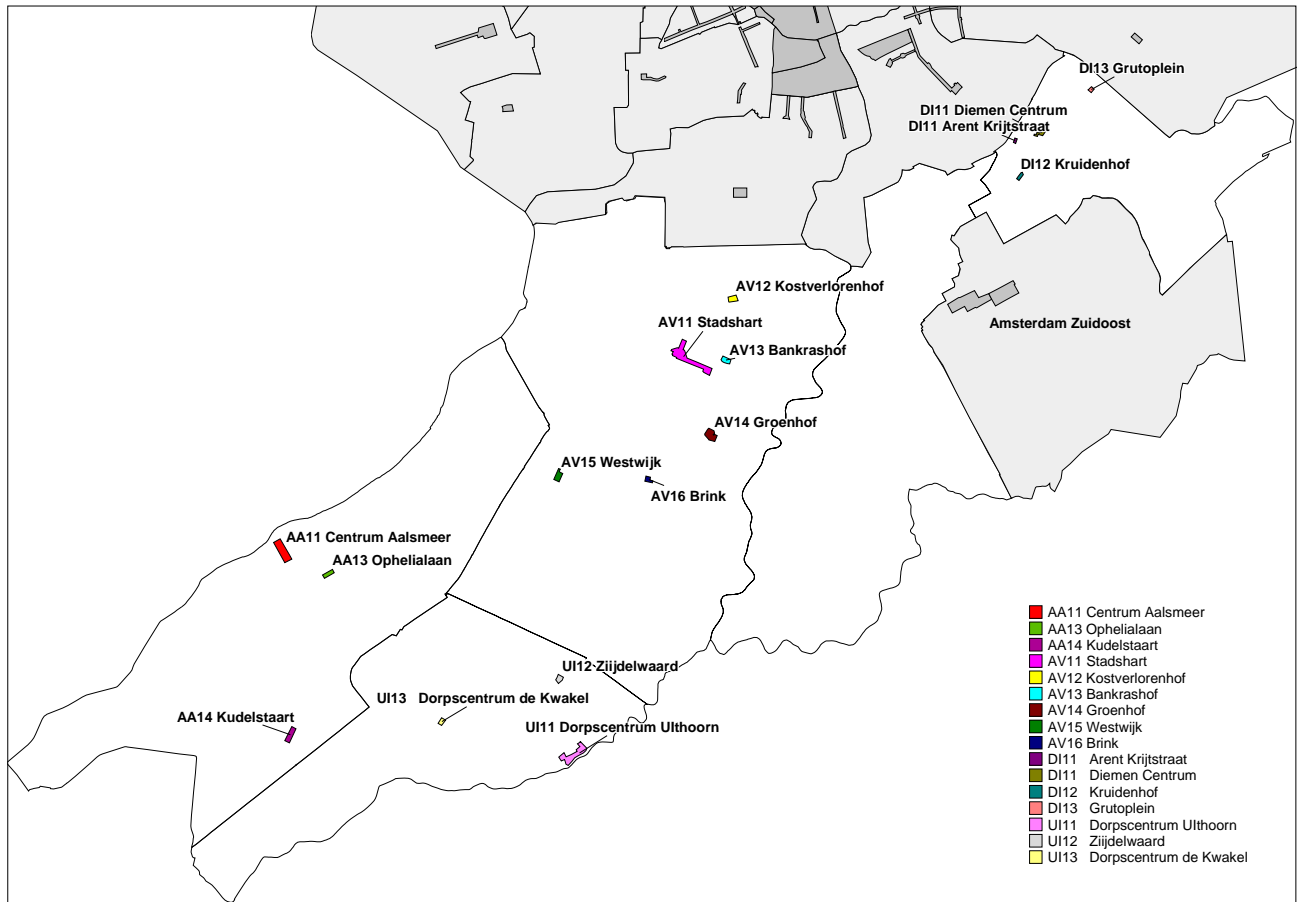 DI13 Grutoplein
DI11 Diemen Centrum
DI11 Arent Krijtstraat
DI12 Kruidenhof
AV12 Kostverlorenhof
AV11 Stadshart
Amsterdam Zuidoost
AV13 Bankrashof
AV14 Groenhof
AV15 Westwijk
AV16 Brink
AA11 Centrum Aalsmeer
AA13 Ophelialaan
UI12 Ziijdelwaard
UI13 Dorpscentrum de Kwakel
AA14 Kudelstaart
UI11 Dorpscentrum UIthoorn
AA11 Centrum Aalsmeer
AA13 Ophelialaan
AA14 Kudelstaart
AV11 Stadshart
AV12 Kostverlorenhof
AV13 Bankrashof
AV14 Groenhof
AV15 Westwijk
AV16 Brink
DI11 Arent Krijtstraat
DI11 Diemen Centrum
DI12 Kruidenhof
DI13 Grutoplein
UI11 Dorpscentrum UIthoorn
UI12 Ziijdelwaard
UI13 Dorpscentrum de Kwakel